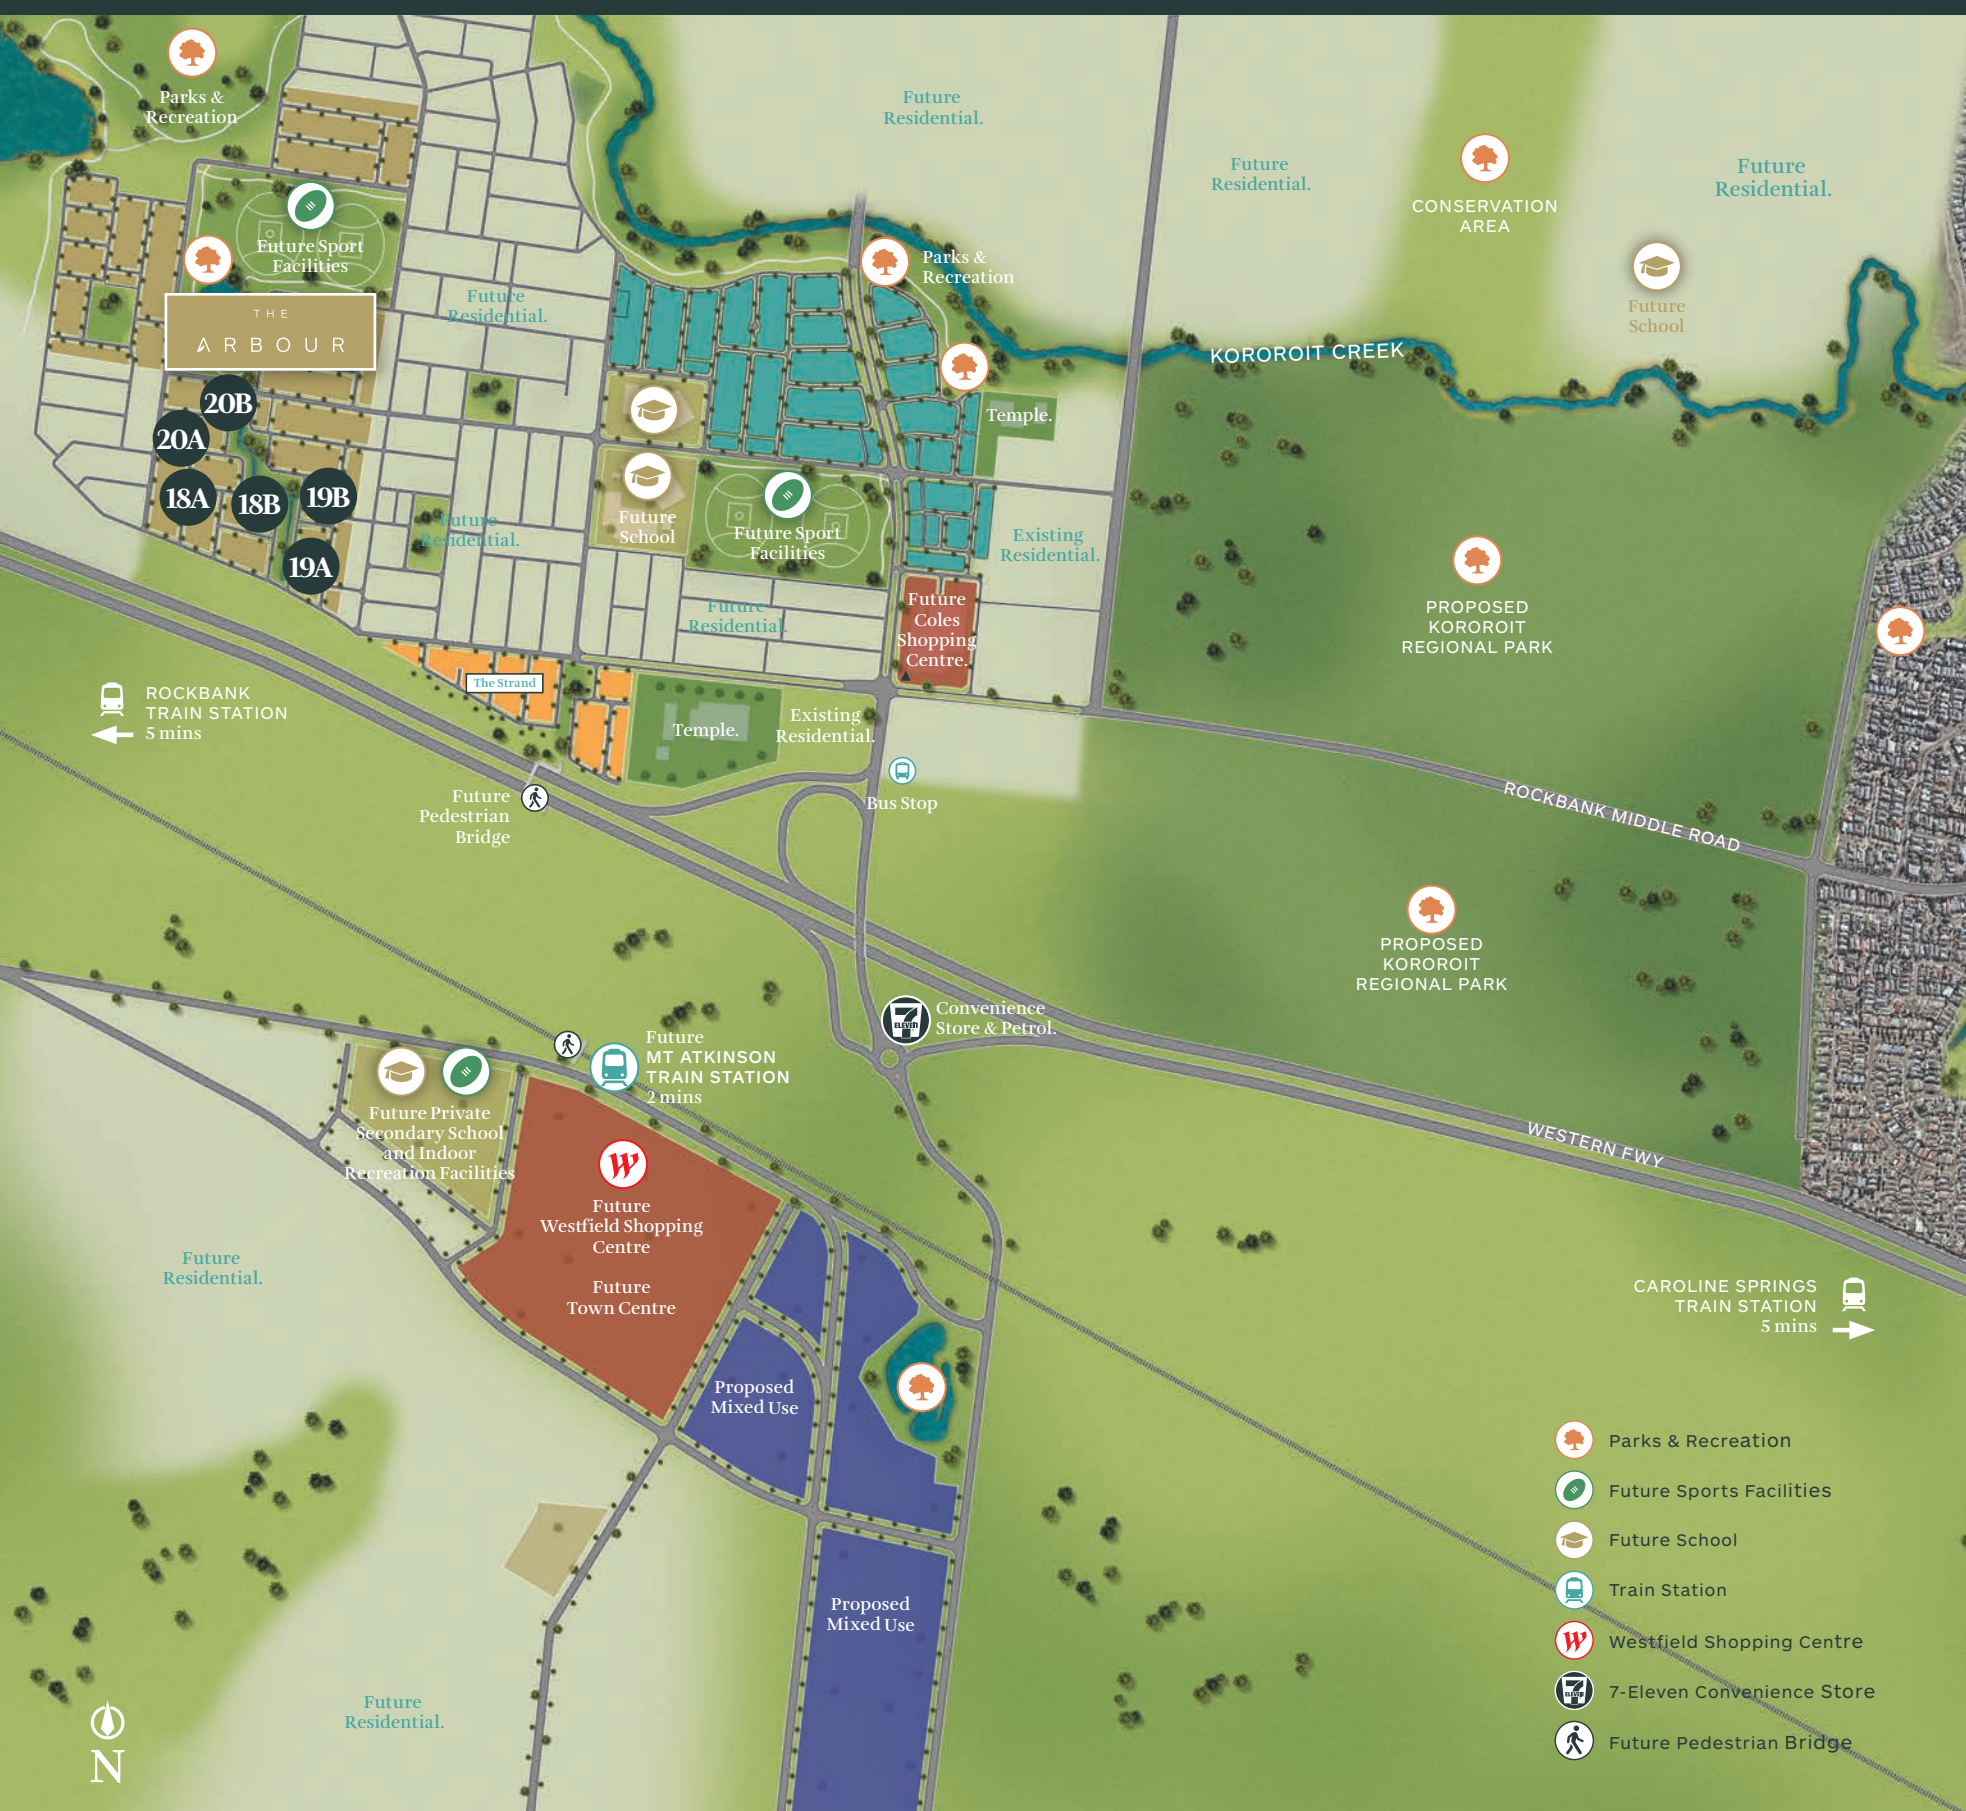 Parks &
Recreation
Future
Residential.
Future
Residential.
Future
Residential.
CONSERVATION
AREA
Future Sport
Facilities
Parks &
Recreation
Future
School
THE
ARBOUR
Future
Residential.
KOROROIT CREEK
20B
20A
18A
18B
19B
19A
Temple.
Future
Residential.
Future
School
Future Sport
Facilities
Existing
Residential.
Future
Residential.
Future
Coles
Shopping
Centre.
PROPOSED
KOROROIT
REGIONAL PARK
ROCKBANK
TRAIN STATION
5 mins
The Strand
Temple.
Existing
Residential.
Bus Stop
Future
Pedestrian
Bridge
ROCKBANK MIDDLE ROAD
PROPOSED
KOROROIT
REGIONAL PARK
7
ELEVEN
Convenience
Store & Petrol.
Future
MT ATKINSON
TRAIN STATION
2 mins
Future Private
Secondary School
and Indoor
Recreation Facilities
WESTERN FWY
W
Future
Westfield Shopping
Centre
Future
Town Centre
Future
Residential.
CAROLINE SPRINGS
TRAIN STATION
5 mins
Proposed
Mixed Use
Proposed
Mixed Use
Future
Residential.
N
Parks & Recreation
Future Sports Facilities
Future School
Train Station
W
Westfield Shopping Centre
7
ELEVEN
7-Eleven Convenience Store
Future Pedestrian Bridge